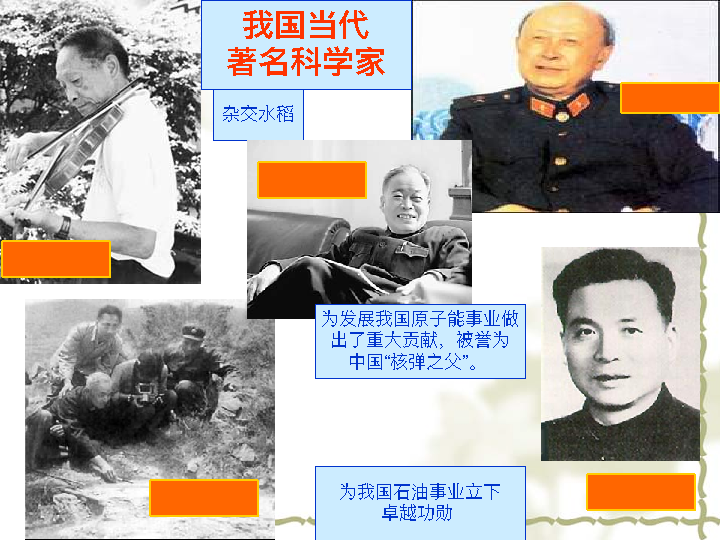 我国当代
著名科学家
杂交水稻
为发展我国原子能事业做
出了重大贡献，被誉为
中国“核弹之父”。
为我国石油事业立下
卓越功勋